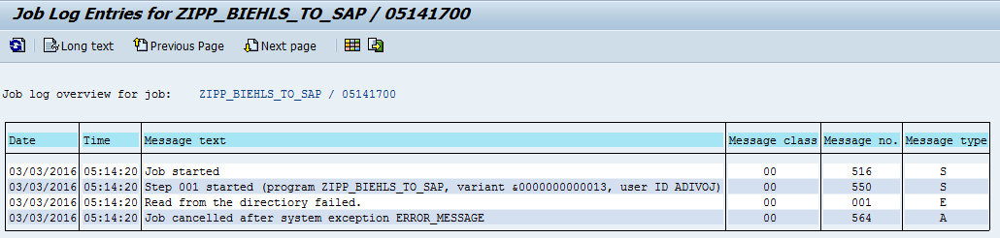 Job Log Entries for ZIPP_BIEHLS_TO_SAP / 05141700
Long text Previous Page Next page
Job log overview for job: ZIPP_BIEHLS_TO_SAP / 05141700
Date Time Message text Message class Message no. Message type
03/03/2016 05:14:20 Job started 00 516 S
03/03/2016 05:14:20 Step 001 started (program ZIPP_BIEHLS_TO_SAP, variant &0000000000013, user ID ADIVOJ) 00 550 S
03/03/2016 05:14:20 Read from the directiory failed. 00 001 E
03/03/2016 05:14:20 Job cancelled after system exception ERROR_MESSAGE 00 564 A